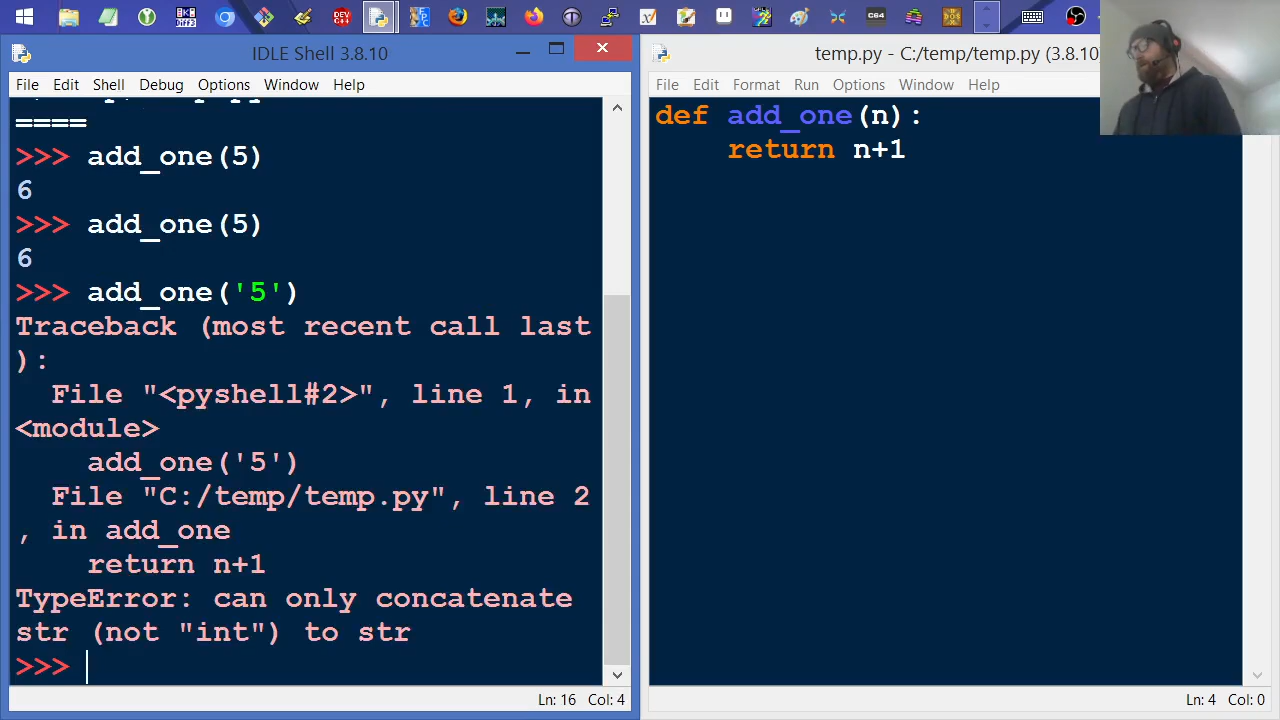 IDLE Shell 3.8.10
File Edit Shell Debug Options Window Help
====
>>> add_one(5)
6
>>> add_one(5)
6
>>> add_one('5')
Traceback (most recent call last
):
File "<pyshell#2>", line 1, in
<module>
add_one('5')
File "C:/temp/temp.py", line 2
, in add_one
return n+1
TypeError: can only concatenate
str (not "int") to str
>>>
Ln: 16 Col: 4
temp.py - C:/temp/temp.py (3.8.10)
File Edit Format Run Options Window Help
def add_one(n):
return n+1
Ln: 4 Col: 0